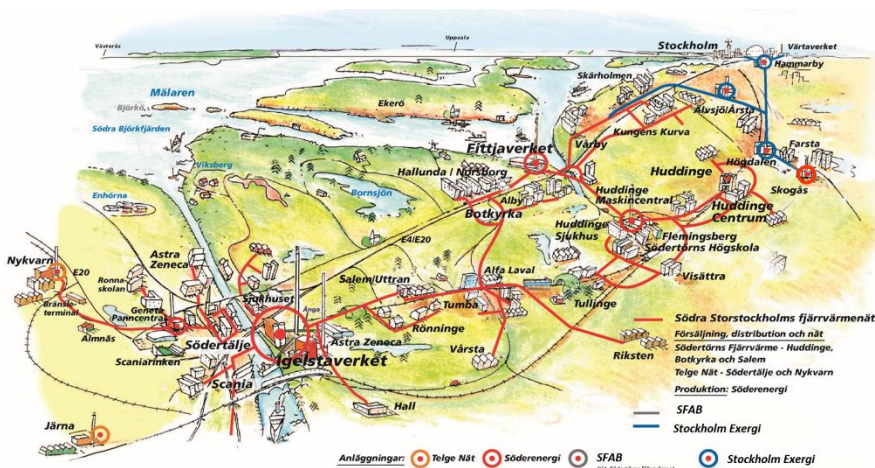 Västerås
Uppsala
Stockholm
Värtaverket
Hammarby
Skärholmen
Mälaren
Björkö
Ekerö
Älvsjö/Årsta
Kungens Kurva
Södra Björkfjärden
Fittjaverket
Vårby
Farsta
Högdalen
Viksberg
Hallunda / Norsborg
Huddinge
Skogås
Bornsjön
Alby
Huddinge
Maskincentral
Huddinge
Centrum
Enhörna
Botkyrka
Huddinge
Sjukhus
Flemingsberg
Södertörns Högskola
E4/E20
Astra
Zeneca
Nykvarn
E20
Ronna-
skolan
Salem/Uttran
Alfa Laval
Visättra
Sjukhuset
Tullinge
Bränsle-
terminal
Geneta
Panncentral
Ånga
Tumba
Rönninge
Almnäs
Södertälje
Astra Zeneca
Scaniarinken
Igelstaverket
Vårsta
Riksten
Scania
Hall
Järna
Södra Storstockholms fjärrvärmenät
Försäljning, distribution och nät
Södertörns Fjärrvärme - Huddinge,
Botkyrka och Salem
Telge Nät - Södertälje och Nykvarn
Produktion: Söderenergi
SFAB
Stockholm Exergi
Anläggningar: Telge Nät Söderenergi SFAB Stockholm Exergi